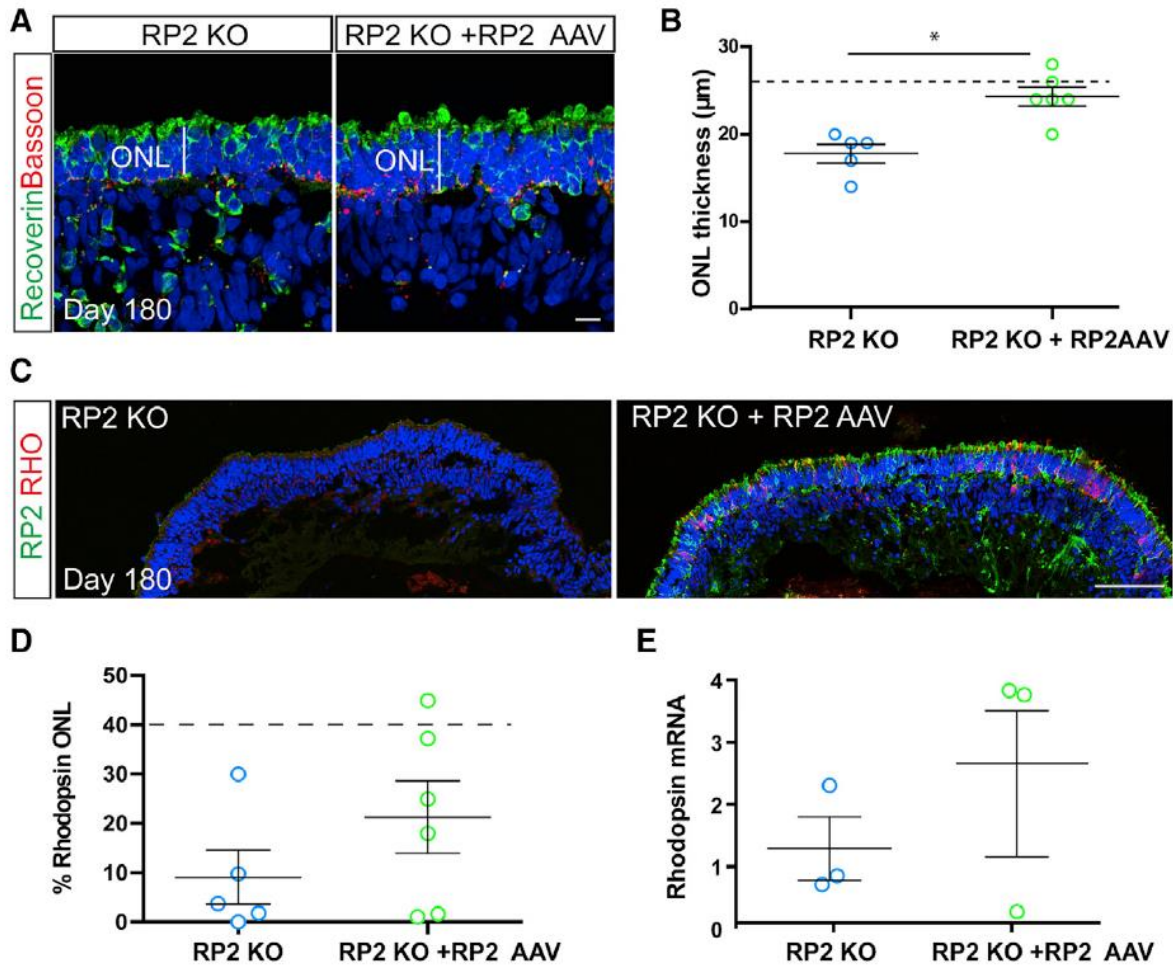 A
RP2 KO
RP2 KO +RP2 AAV
RecoverinBassoon
ONL
ONL
Day 180
B
*
ONL thickness (µm)
30
20
10
0
RP2 KO
RP2 KO + RP2AAV
C
RP2 RHO
RP2 KO
Day 180
RP2 KO + RP2 AAV
D
% Rhodopsin ONL
50
40
30
20
10
0
RP2 KO
RP2 KO +RP2 AAV
E
Rhodopsin mRNA
4
3
2
1
0
RP2 KO
RP2 KO +RP2 AAV